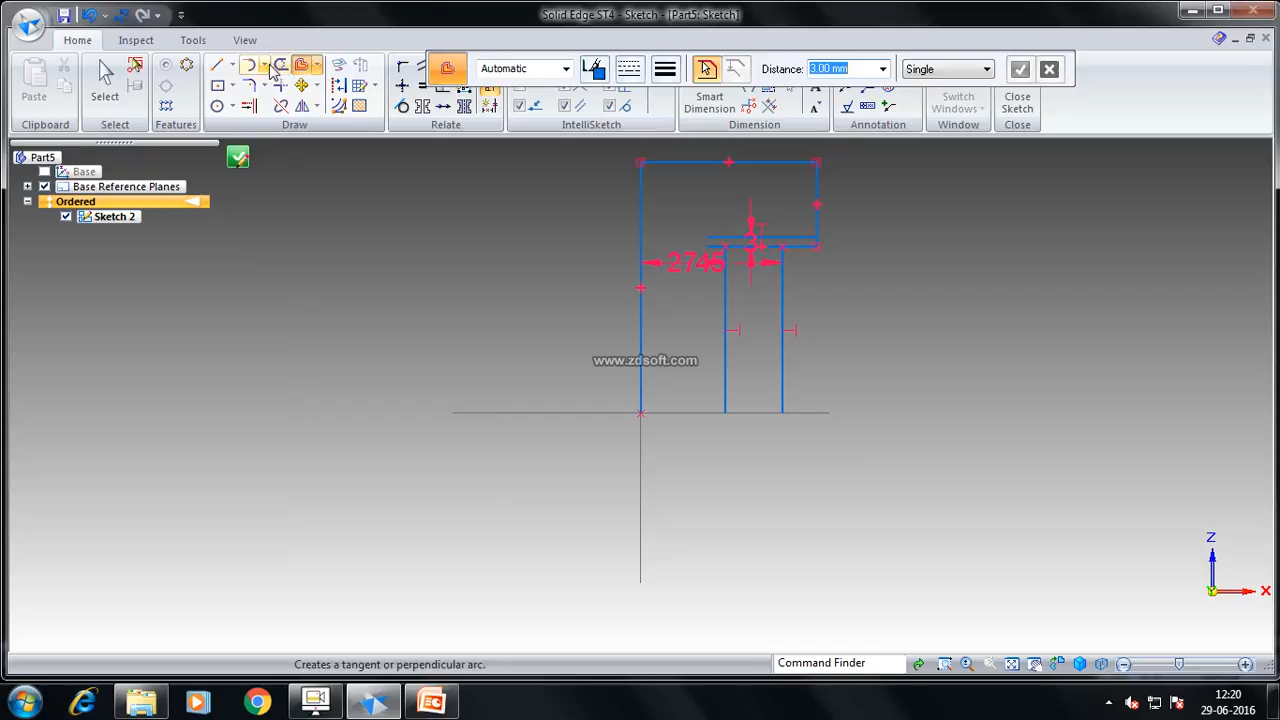 Solid Edge ST4 - Sketch - [Part5: Sketch]
Home
Inspect
Tools
View
Paste
Select
Automatic
Distance:
3.00 mm
Single
Smart
Dimension
Switch
Windows
Close
Sketch
Clipboard
Select
Features
Draw
Relate
IntelliSketch
Dimension
Annotation
Window
Close
Part5
Base
Base Reference Planes
Ordered
Sketch 2
3
2745
www.zdsoft.com
Z
X
Creates a tangent or perpendicular arc.
Command Finder
12:20
29-06-2016